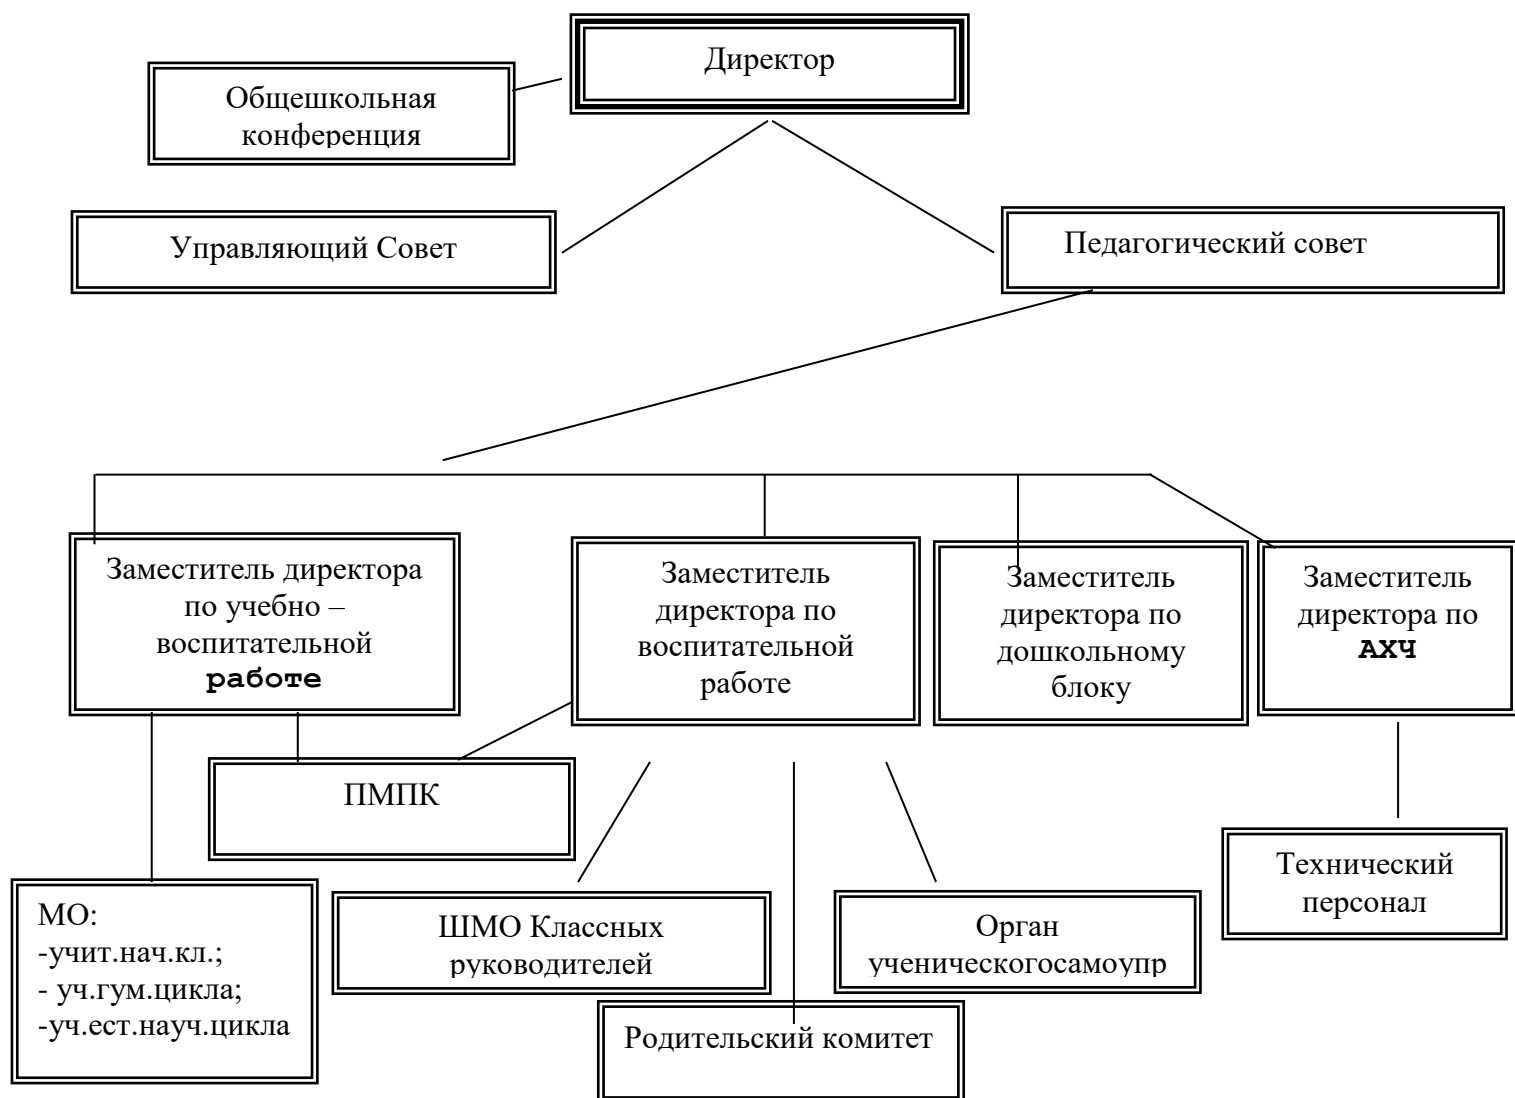 Директор
Общешкольная
конференция
Управляющий Совет
Педагогический совет
Заместитель директора
по учебно –
воспитательной
работе
Заместитель
директора по
воспитательной
работе
Заместитель
директора по
дошкольному
блоку
Заместитель
директора по
АХЧ
ПМПК
Технический
персонал
МО:
-учит.нач.кл.;
- уч.гум.цикла;
-уч.ест.науч.цикла
ШМО Классных
руководителей
Орган
ученическогосамоупр
Родительский комитет